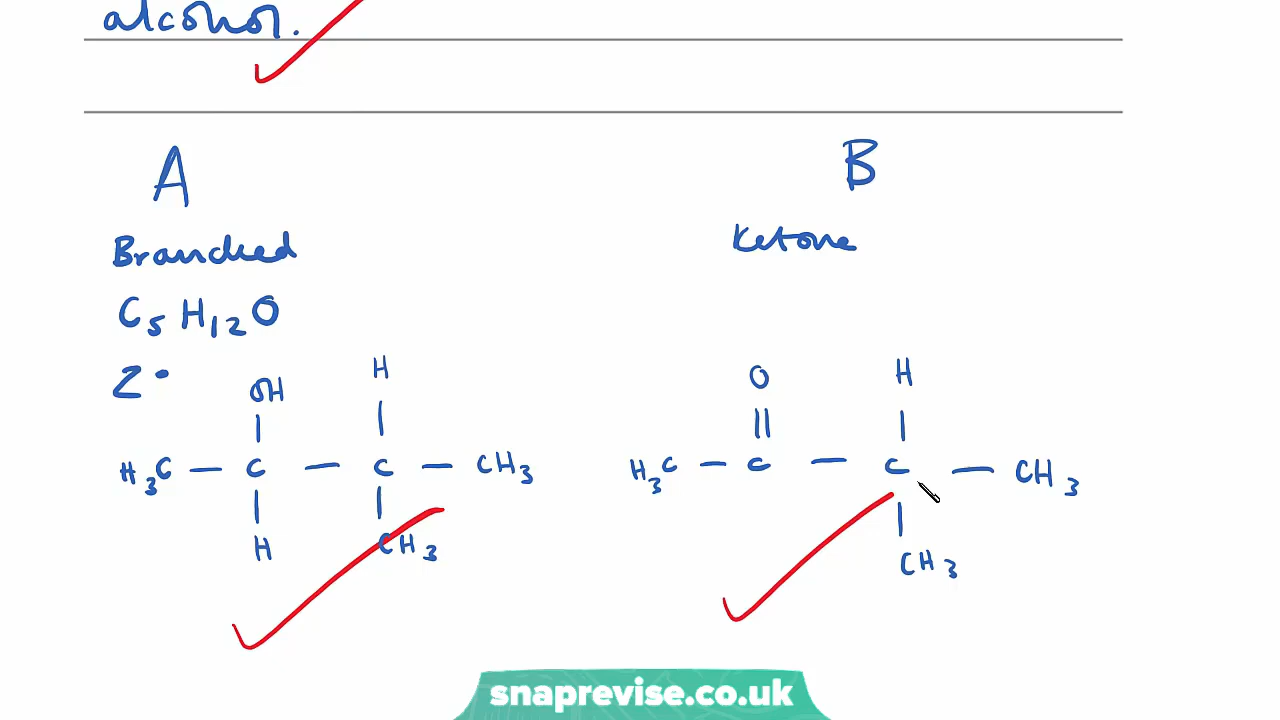 alcohol.
A
B
Branched
Ketone
C5H12O
2°
OH
H
O
H
H3C – C – C – CH3
H3C – C – C – CH3
H
CH3
CH3
snaprevise.co.uk